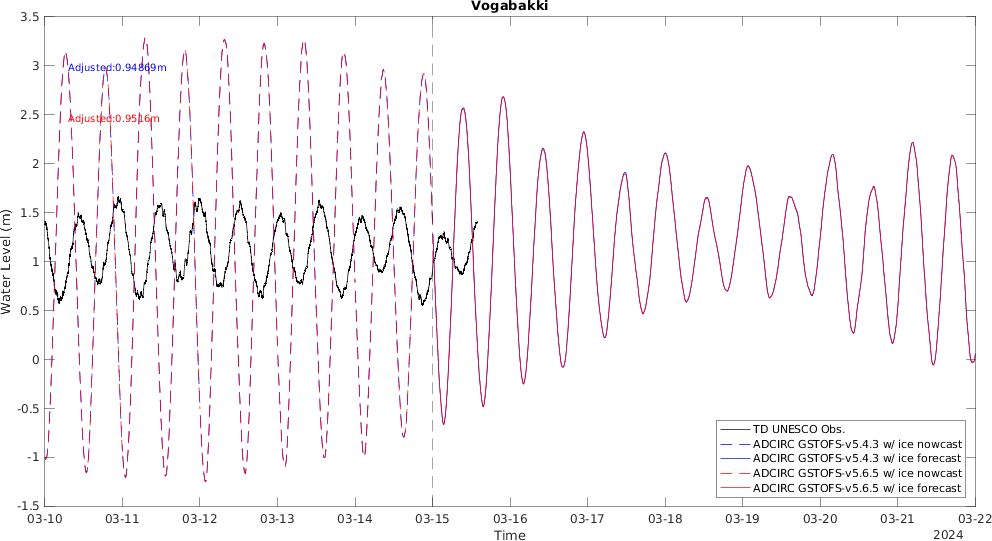 Vogabakki
3.5
3
2.5
2
1.5
1
0.5
0
-0.5
-1
-1.5
Water Level (m)
Adjusted:0.94869m
Adjusted:0.9516m
TD UNESCO Obs.
ADCIRC GSTOFS-v5.4.3 w/ ice nowcast
ADCIRC GSTOFS-v5.4.3 w/ ice forecast
ADCIRC GSTOFS-v5.6.5 w/ ice nowcast
ADCIRC GSTOFS-v5.6.5 w/ ice forecast
03-10 03-11 03-12 03-13 03-14 03-15 03-16 03-17 03-18 03-19 03-20 03-21 03-22
Time
2024